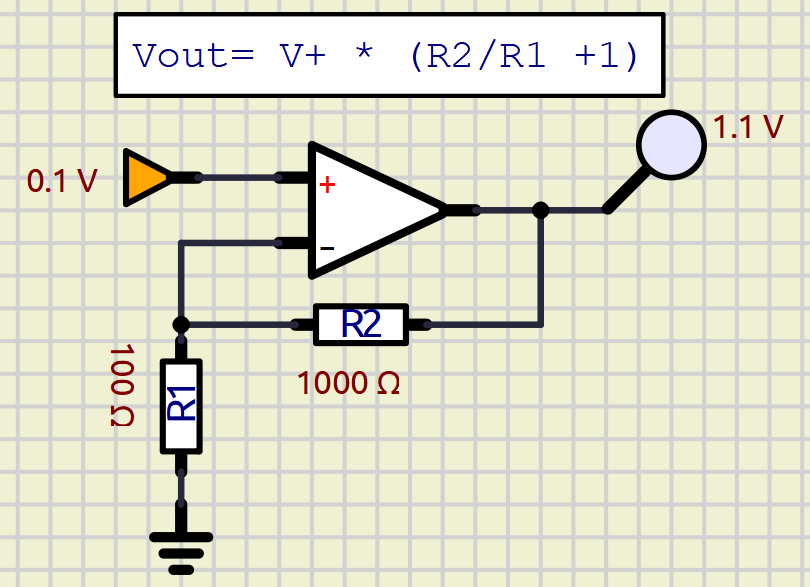 Vout= V+ * (R2/R1 +1)
1.1 V
0.1 V
+
-
R2
1000 Ω
100 Ω
R1